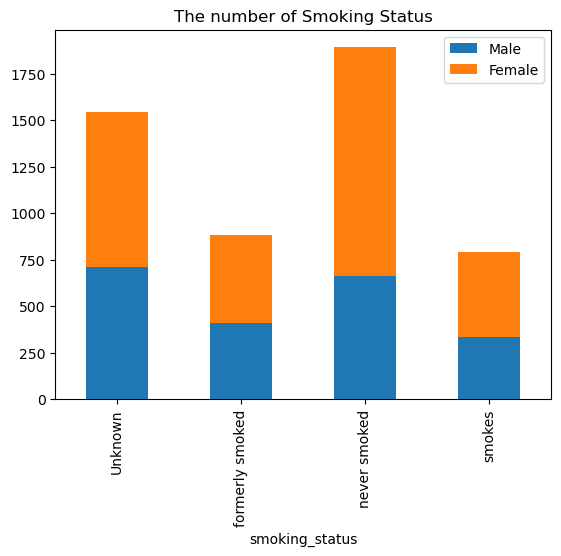 The number of Smoking Status
Male
Female
1750
1500
1250
1000
750
500
250
0
Unknown
formerly smoked
never smoked
smokes
smoking_status